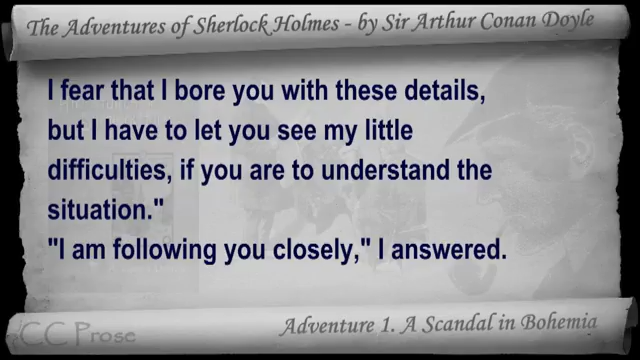 The Adventures of Sherlock Holmes - by Sir Arthur Conan Doyle
I fear that I bore you with these details,
but I have to let you see my little
difficulties, if you are to understand the
situation."
"I am following you closely," I answered.
CC Prose
Adventure 1. A Scandal in Bohemia